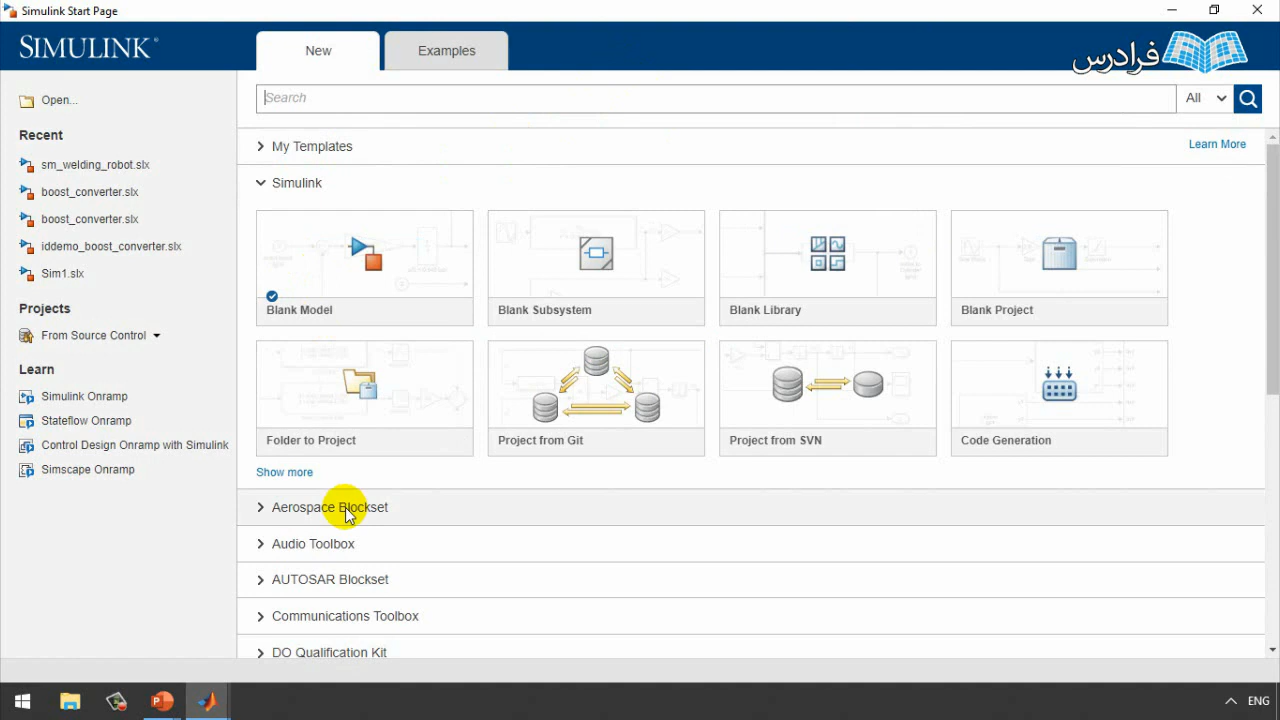 Simulink Start Page
SIMULINK®
New
Examples
فرادرس
Open...
Recent
sm_welding_robot.slx
boost_converter.slx
boost_converter.slx
iddemo_boost_converter.slx
Sim1.slx
Projects
From Source Control
Learn
Simulink Onramp
Stateflow Onramp
Control Design Onramp with Simulink
Simscape Onramp
Search
All
My Templates
Learn More
Simulink
Blank Model
Blank Subsystem
Blank Library
Blank Project
Folder to Project
Project from Git
Project from SVN
Code Generation
Show more
Aerospace Blockset
Audio Toolbox
AUTOSAR Blockset
Communications Toolbox
DO Qualification Kit
ENG